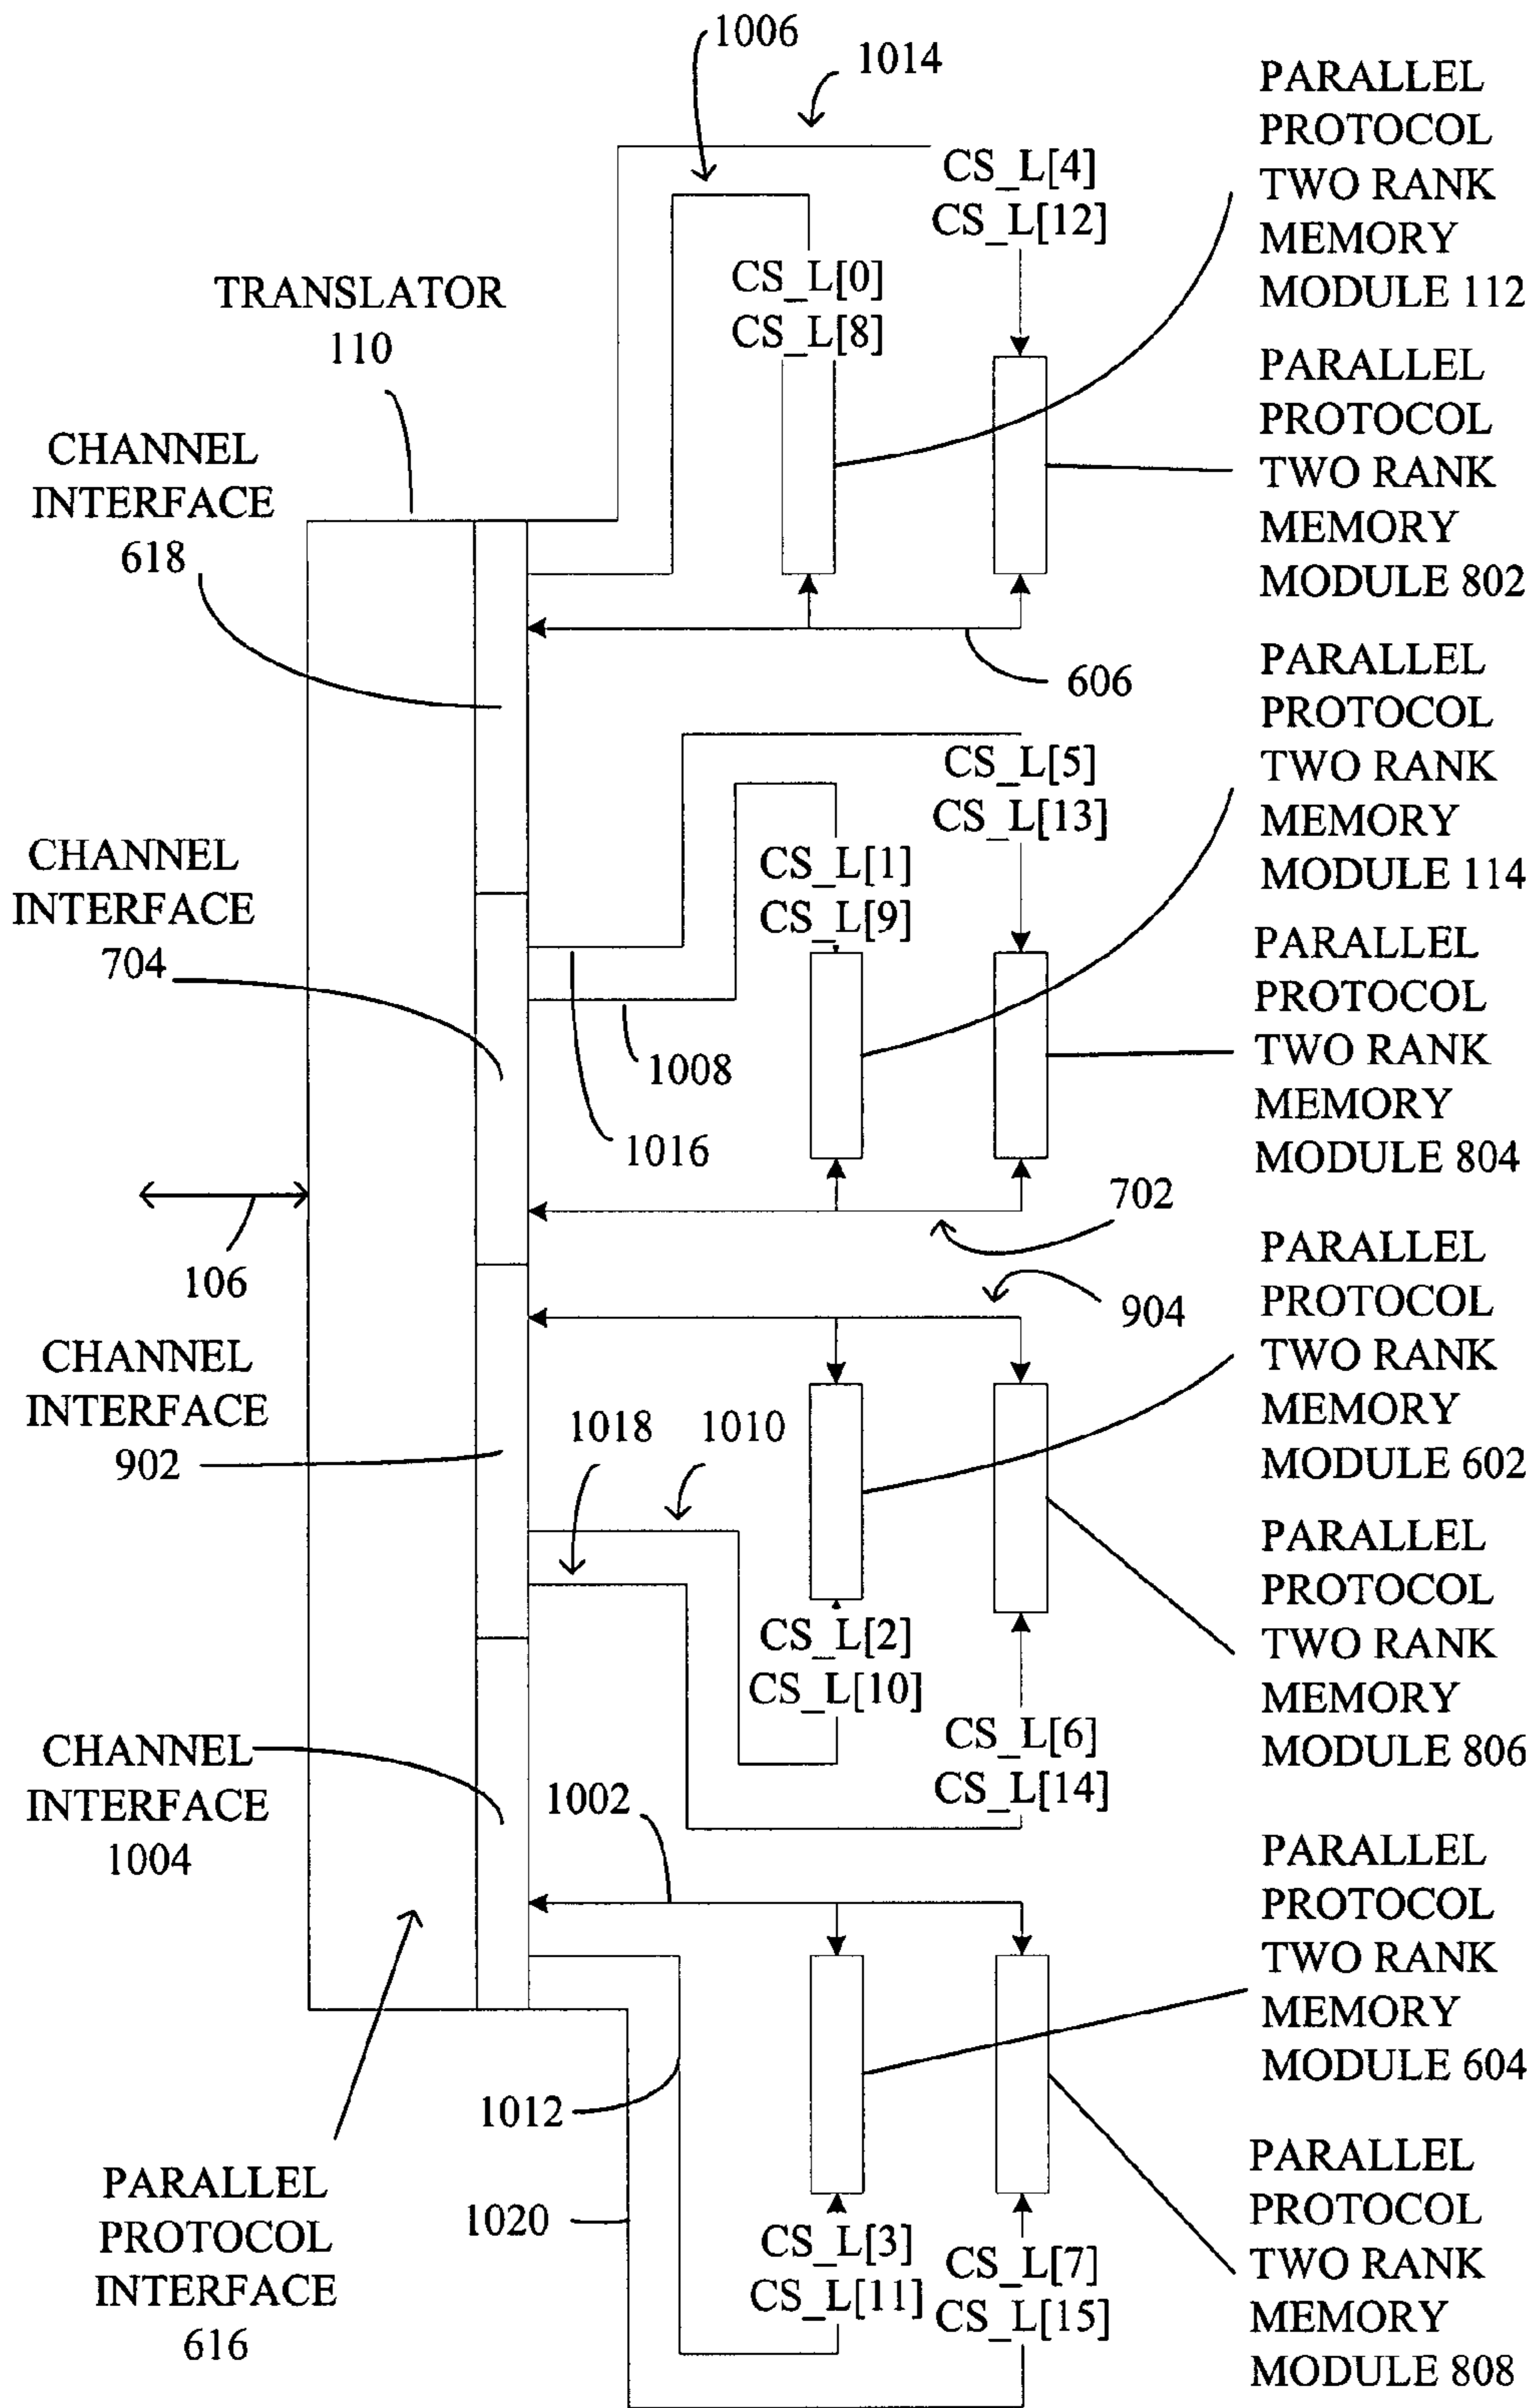 1006
1014
PARALLEL
PROTOCOL
TWO RANK
MEMORY
MODULE 112
CS_L[4]
CS_L[12]
CS_L[0]
CS_L[8]
TRANSLATOR
110
PARALLEL
PROTOCOL
TWO RANK
MEMORY
MODULE 802
CHANNEL
INTERFACE
618
606
PARALLEL
PROTOCOL
TWO RANK
MEMORY
MODULE 114
CS_L[5]
CS_L[13]
CS_L[1]
CS_L[9]
CHANNEL
INTERFACE
704
1008
1016
PARALLEL
PROTOCOL
TWO RANK
MEMORY
MODULE 804
702
106
904
PARALLEL
PROTOCOL
TWO RANK
MEMORY
MODULE 602
CHANNEL
INTERFACE
902
1018
1010
CS_L[2]
CS_L[10]
PARALLEL
PROTOCOL
TWO RANK
MEMORY
MODULE 806
CS_L[6]
CS_L[14]
CHANNEL
INTERFACE
1004
1002
PARALLEL
PROTOCOL
TWO RANK
MEMORY
MODULE 604
1012
1020
PARALLEL
PROTOCOL
INTERFACE
616
CS_L[3]
CS_L[11]
CS_L[7]
CS_L[15]
PARALLEL
PROTOCOL
TWO RANK
MEMORY
MODULE 808